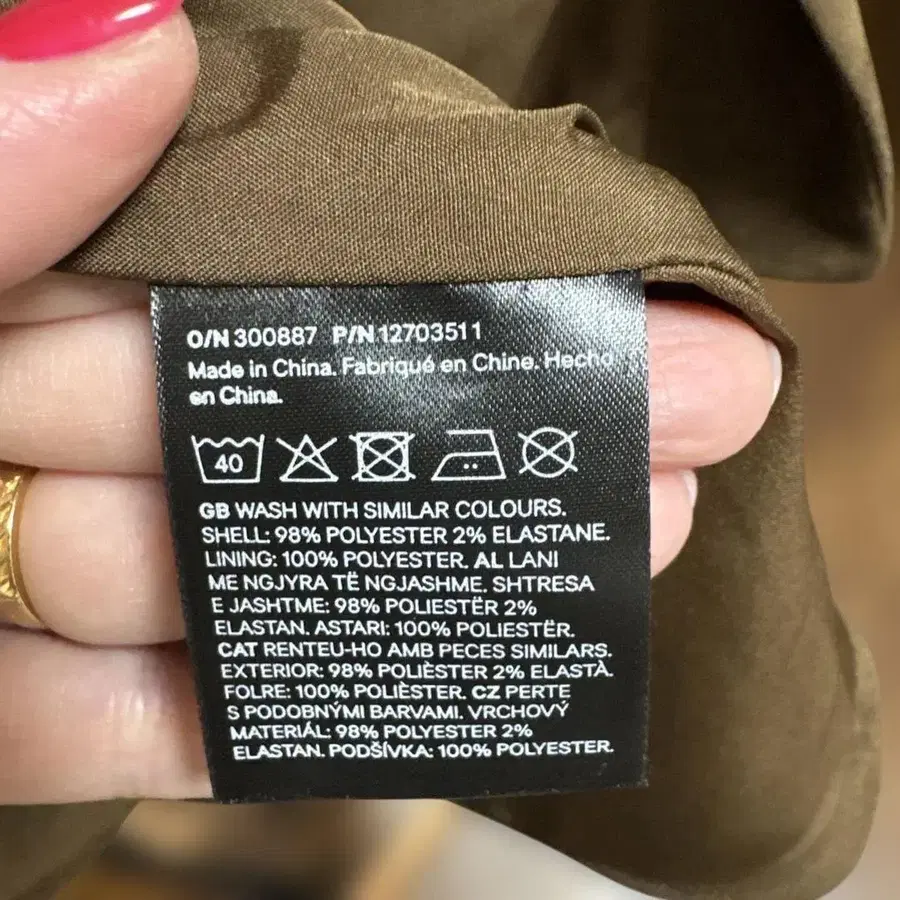 O/N 300887 P/N 12703511
Made in China. Fabriqué en Chine. Hecho
en China.
40
GB WASH WITH SIMILAR COLOURS.
SHELL: 98% POLYESTER 2% ELASTANE.
LINING: 100% POLYESTER. AL LANI
ME NGJYRA TË NGJASHME. SHTRESA
E JASHTME: 98% POLIESTËR 2%
ELASTAN. ASTARI: 100% POLIESTËR.
CAT RENTEU-HO AMB PECES SIMILARS.
EXTERIOR: 98% POLIÈSTER 2% ELASTÀ.
FOLRE: 100% POLIÈSTER. CZ PERTE
S PODOBNÝMI BARVAMI. VRCHOVÝ
MATERIÁL: 98% POLYESTER 2%
ELASTAN. PODŠÍVKA: 100% POLYESTER.